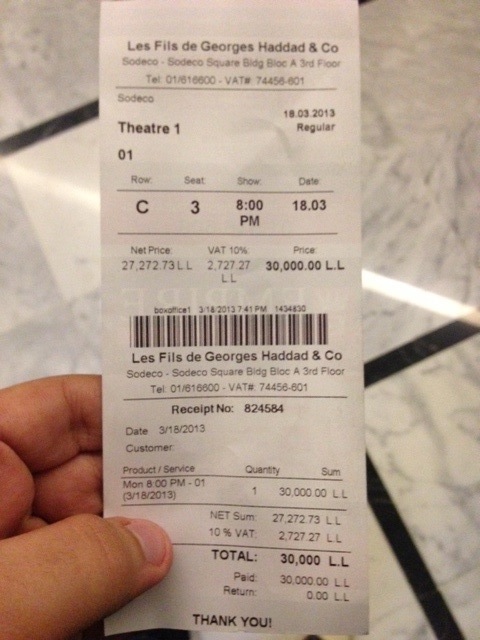 Les Fils de Georges Haddad & Co
Sodeco - Sodeco Square Bldg Bloc A 3rd Floor
Tel: 01/616600 - VAT#: 74456-601
Sodeco
18.03.2013
Theatre 1 Regular
01
Row: Seat: Show: Date:
C 3 8:00 PM 18.03
Net Price: VAT 10%: Price:
27,272.73 L L 2,727.27 L L 30,000.00 L.L
boxoffice1 3/18/2013 7:41 PM 1434830
Les Fils de Georges Haddad & Co
Sodeco - Sodeco Square Bldg Bloc A 3rd Floor
Tel: 01/616600 - VAT#: 74456-601
Receipt No: 824584
Date 3/18/2013
Customer:
Product / Service Quantity Sum
Mon 8:00 PM - 01
(3/18/2013) 1 30,000.00 L.L
NET Sum: 27,272.73 L.L
10 % VAT: 2,727.27 L.L
TOTAL: 30,000 L.L
Paid: 30,000.00 L.L
Return: 0.00 L.L
THANK YOU!